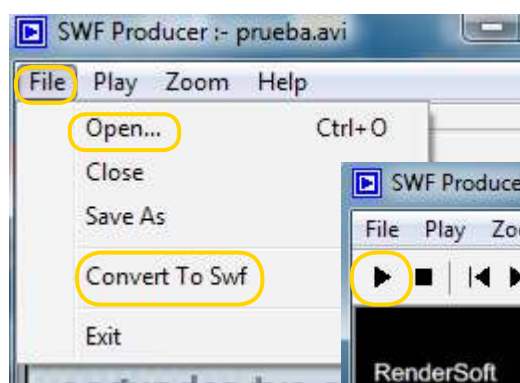 SWF Producer :- prueba.avi
File Play Zoom Help
Open... Ctrl+O
Close
Save As
Convert To Swf
Exit
SWF
File Play
RenderSoft